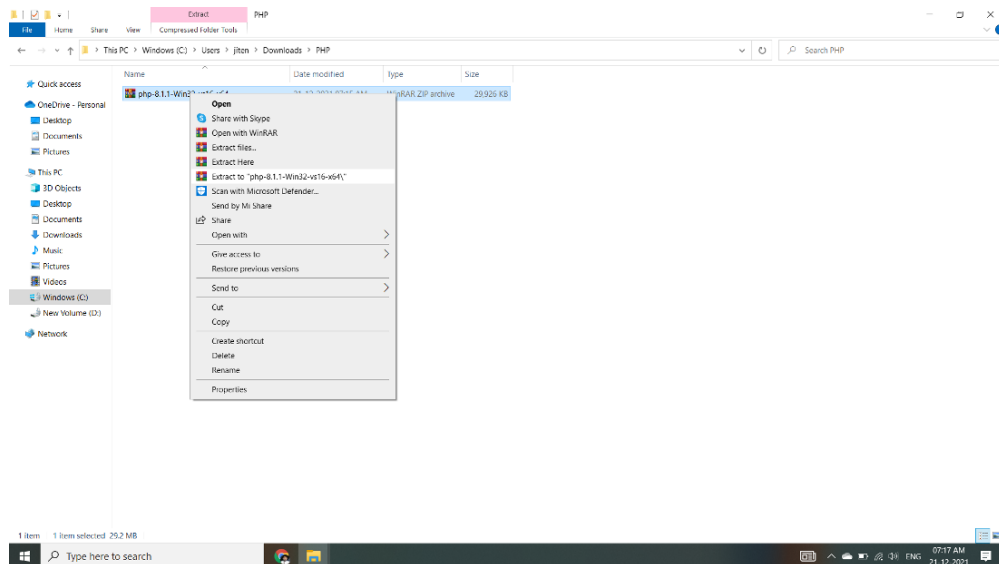 Extract PHP
File Home Share View Compressed Folder Tools
This PC > Windows (C:) > Users > jiten > Downloads > PHP
Search PHP
Name Date modified Type Size
php-8.1.1-Win32-vs16-x64 21-12-2021 07:15 AM WinRAR ZIP archive 29,926 KB
Quick access
OneDrive - Personal
Desktop
Documents
Pictures
This PC
3D Objects
Desktop
Documents
Downloads
Music
Pictures
Videos
Windows (C:)
New Volume (D:)
Network
Open
Share with Skype
Open with WinRAR
Extract files...
Extract Here
Extract to "php-8.1.1-Win32-vs16-x64\"
Scan with Microsoft Defender...
Send by Mi Share
Share
Open with
Give access to
Restore previous versions
Send to
Cut
Copy
Create shortcut
Delete
Rename
Properties
1 item 1 item selected 29.2 MB
Type here to search
ENG
07:17 AM
21-12-2021